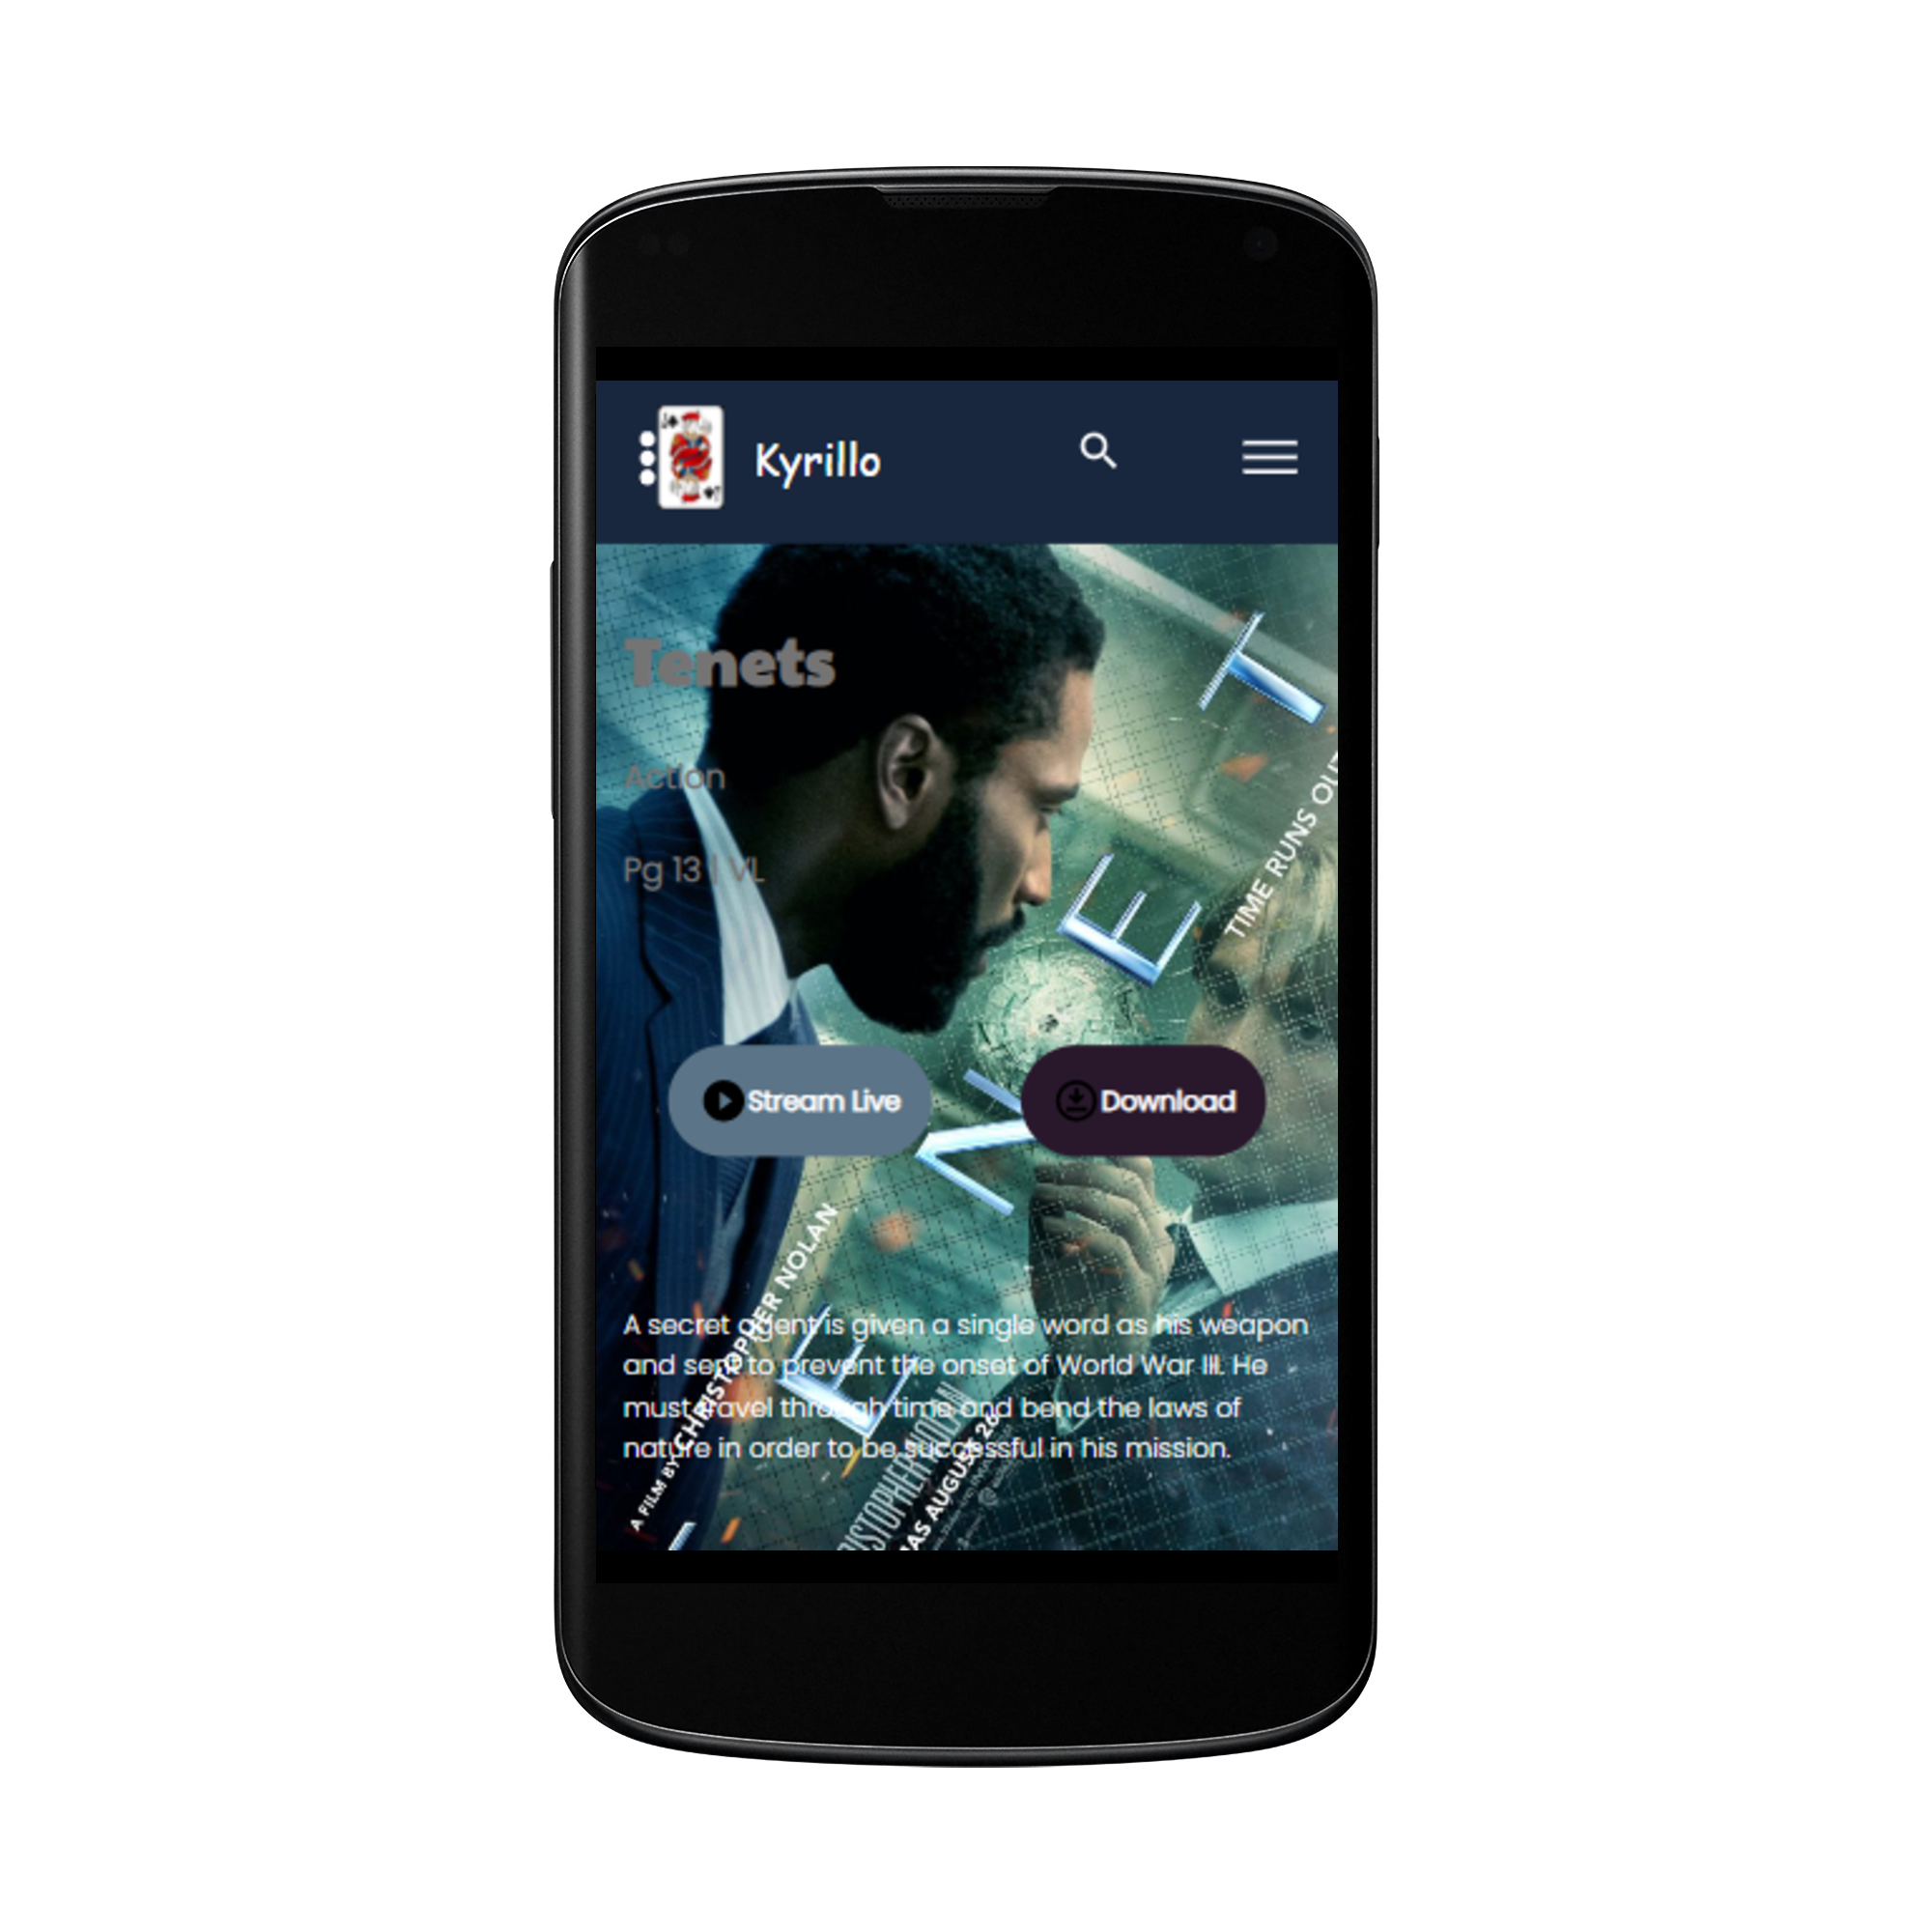 Kyrillo
Tenets
Action
Pg 13 | VL
T
E
N
E
TIME RUNS OUT
Stream Live
Download
A FILM BY CHRISTOPHER NOLAN
A secret agent is given a single word as his weapon
and sent to prevent the onset of World War III. He
must travel through time and bend the laws of
nature in order to be successful in his mission.
AUGUST 26